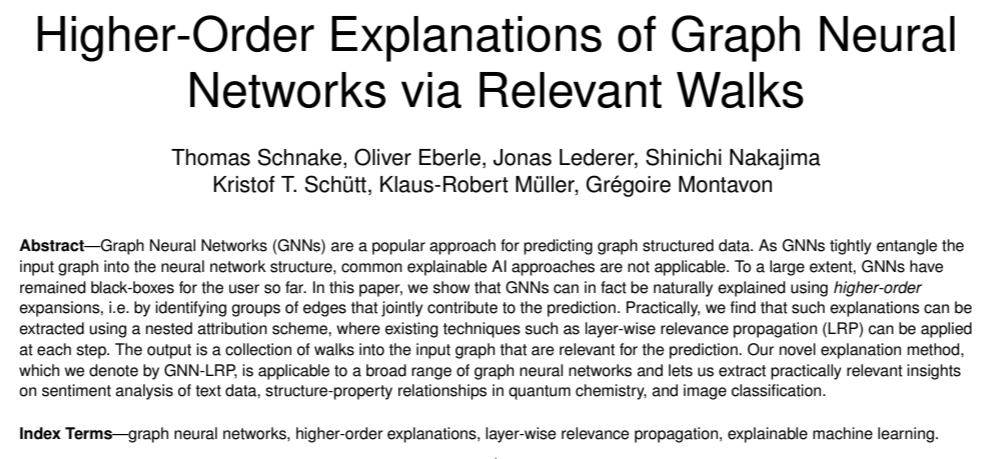 Higher-Order Explanations of Graph Neural
Networks via Relevant Walks
Thomas Schnake, Oliver Eberle, Jonas Lederer, Shinichi Nakajima
Kristof T. Schütt, Klaus-Robert Müller, Grégoire Montavon
Abstract—Graph Neural Networks (GNNs) are a popular approach for predicting graph structured data. As GNNs tightly entangle the
input graph into the neural network structure, common explainable AI approaches are not applicable. To a large extent, GNNs have
remained black-boxes for the user so far. In this paper, we show that GNNs can in fact be naturally explained using higher-order
expansions, i.e. by identifying groups of edges that jointly contribute to the prediction. Practically, we find that such explanations can be
extracted using a nested attribution scheme, where existing techniques such as layer-wise relevance propagation (LRP) can be applied
at each step. The output is a collection of walks into the input graph that are relevant for the prediction. Our novel explanation method,
which we denote by GNN-LRP, is applicable to a broad range of graph neural networks and lets us extract practically relevant insights
on sentiment analysis of text data, structure-property relationships in quantum chemistry, and image classification.
Index Terms—graph neural networks, higher-order explanations, layer-wise relevance propagation, explainable machine learning.